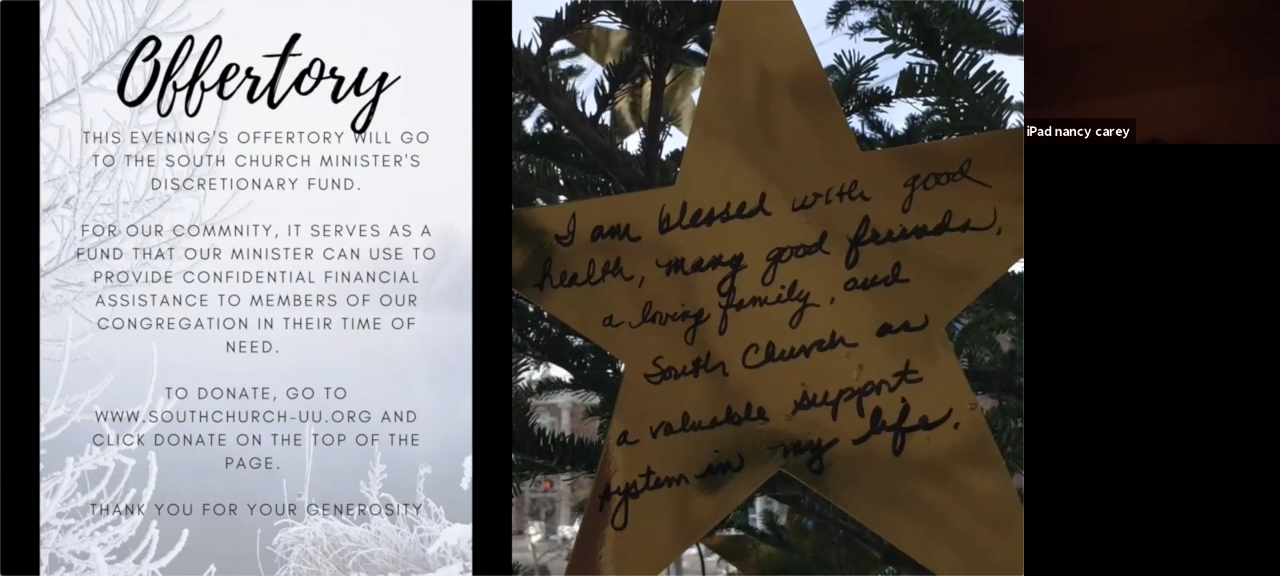 Offertory
THIS EVENING'S OFFERTORY WILL GO
TO THE SOUTH CHURCH MINISTER'S
DISCRETIONARY FUND.
FOR OUR COMMNITY, IT SERVES AS A
FUND THAT OUR MINISTER CAN USE TO
PROVIDE CONFIDENTIAL FINANCIAL
ASSISTANCE TO MEMBERS OF OUR
CONGREGATION IN THEIR TIME OF
NEED.
TO DONATE, GO TO
WWW.SOUTHCHURCH-UU.ORG AND
CLICK DONATE ON THE TOP OF THE
PAGE.
THANK YOU FOR YOUR GENEROSITY
I am blessed with good
health, many good friends,
a loving family, and
South Church as
a valuable support
system in my life.
iPad nancy carey